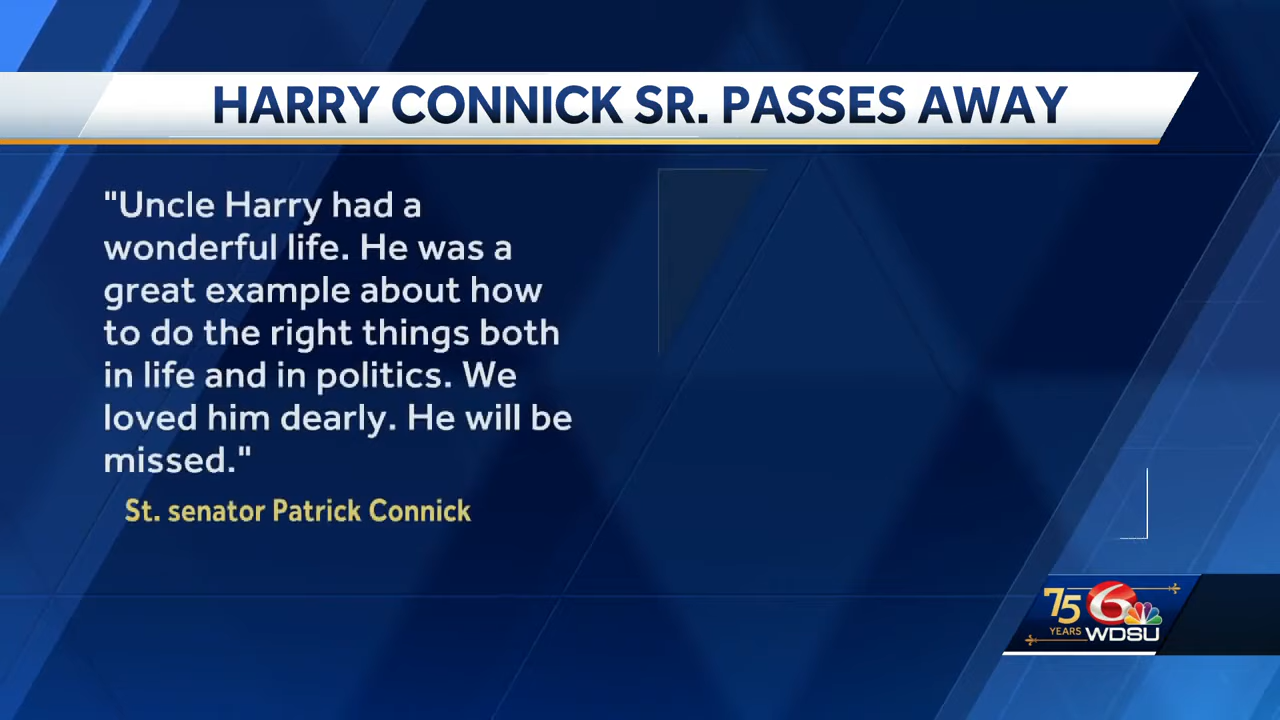 HARRY CONNICK SR. PASSES AWAY
"Uncle Harry had a
wonderful life. He was a
great example about how
to do the right things both
in life and in politics. We
loved him dearly. He will be
missed."
St. senator Patrick Connick
75
YEARS
6
WDSU